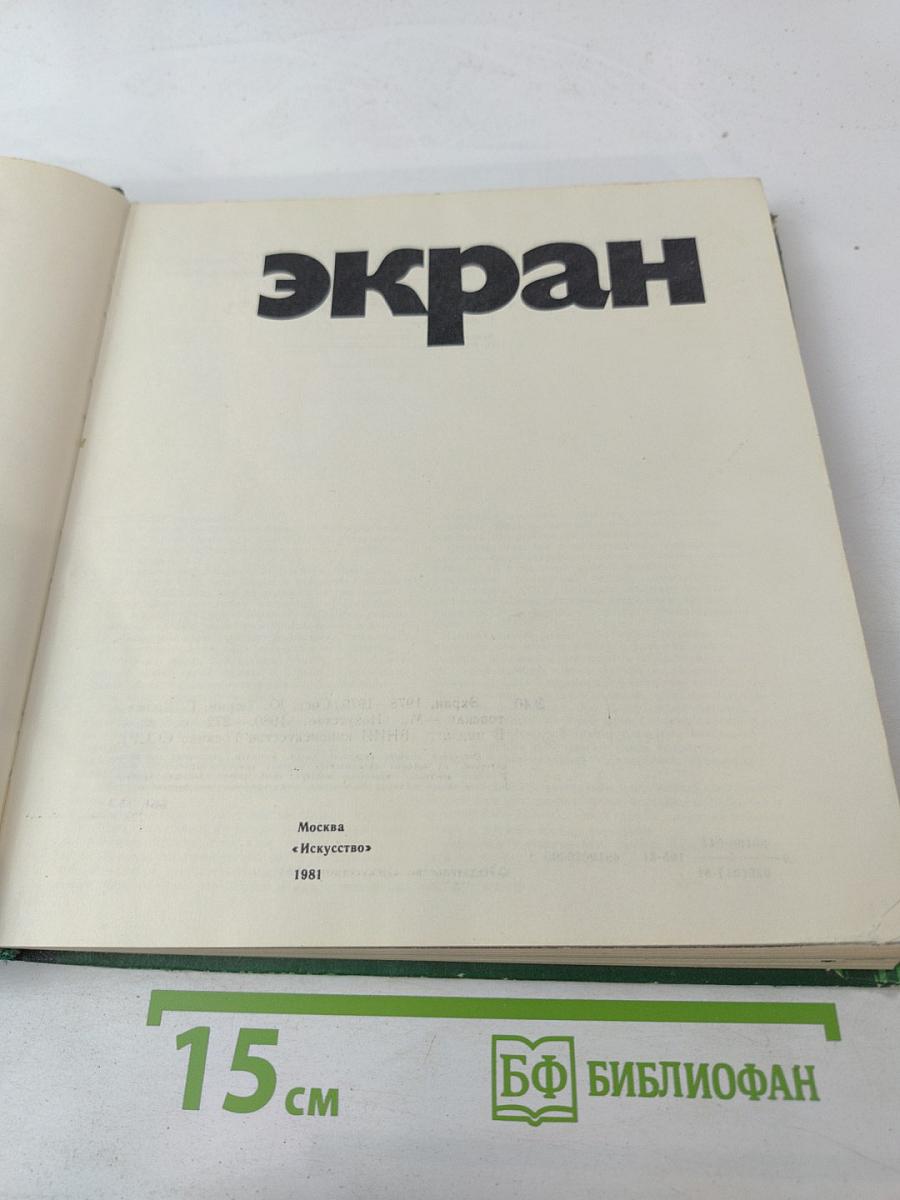 экран
Москва
«Искусство»
1981
15 см
БФ БИБЛИОФАН